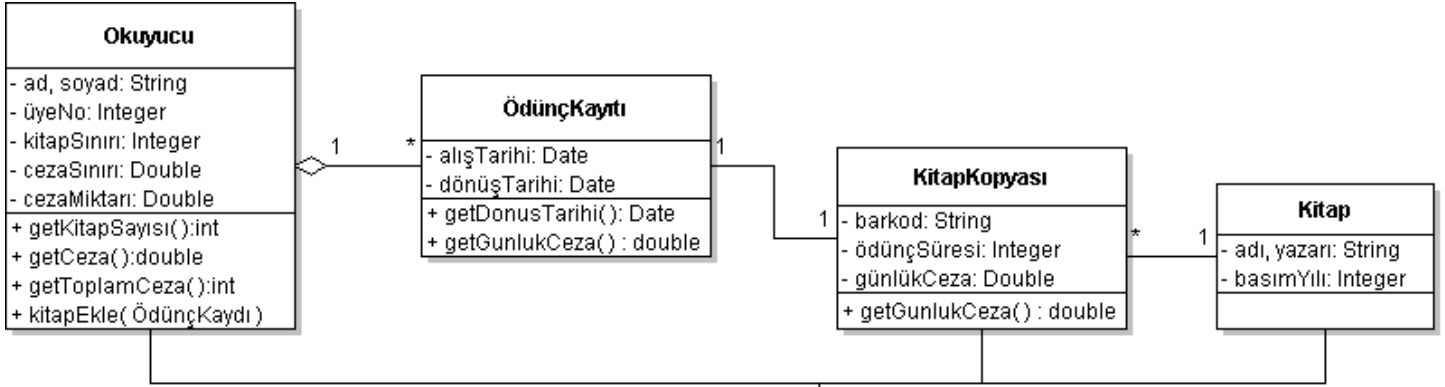 Okuyucu
- ad, soyad: String
- üyeNo: Integer
- kitapSınırı: Integer
- cezaSınırı: Double
- cezaMiktarı: Double
+ getKitapSayısı():int
+ getCeza():double
+ getToplamCeza():int
+ kitapEkle( ÖdünçKaydı )
1
*
ÖdünçKayıtı
- alışTarihi: Date
- dönüşTarihi: Date
+ getDonusTarihi(): Date
+ getGunlukCeza() : double
1
1
KitapKopyası
- barkod: String
- ödünçSüresi: Integer
- günlükCeza: Double
+ getGunlukCeza() : double
*
1
Kitap
- adı, yazarı: String
- basımYılı: Integer